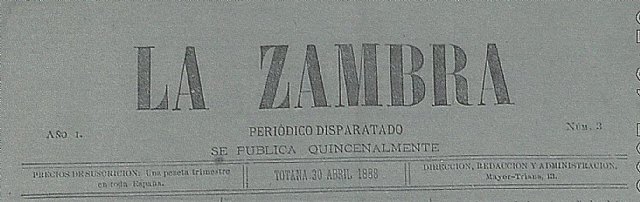 LA ZAMBRA
AÑO I.
PERIÓDICO DISPARATADO
NÚM. 3
SE PUBLICA QUINCENALMENTE
PRECIOS DE SUSCRICION: Una peseta trimestre
en toda España.
TOTANA 30 ABRIL 1888
DIRECCION, REDACCION Y ADMINISTRACION.
Mayor-Triana, 13.